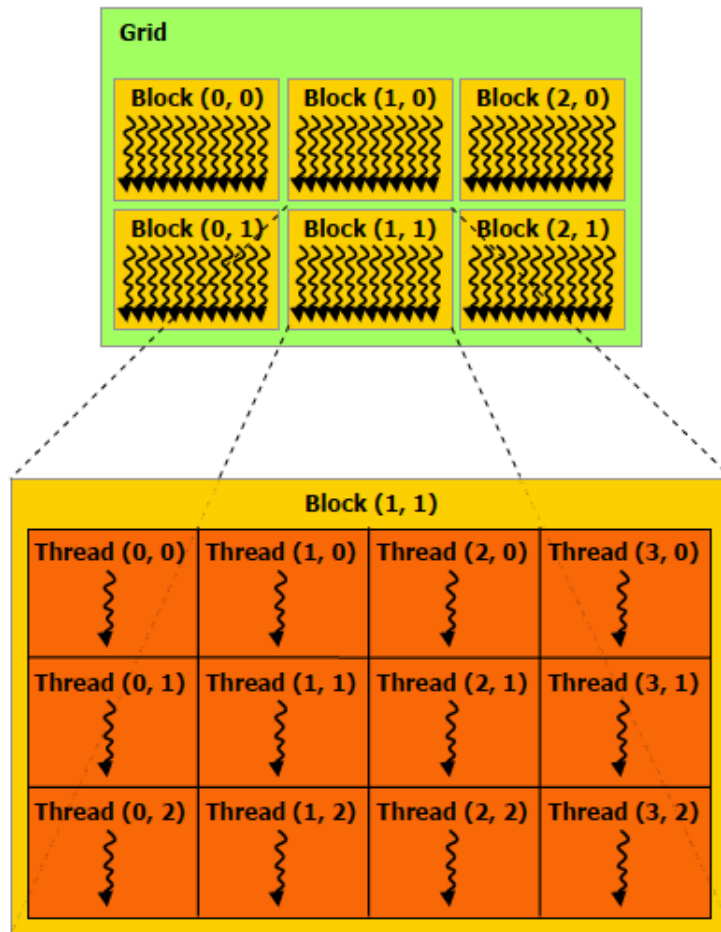 Grid
Block (0, 0) Block (1, 0) Block (2, 0)
Block (0, 1) Block (1, 1) Block (2, 1)
Block (1, 1)
Thread (0, 0) Thread (1, 0) Thread (2, 0) Thread (3, 0)
Thread (0, 1) Thread (1, 1) Thread (2, 1) Thread (3, 1)
Thread (0, 2) Thread (1, 2) Thread (2, 2) Thread (3, 2)